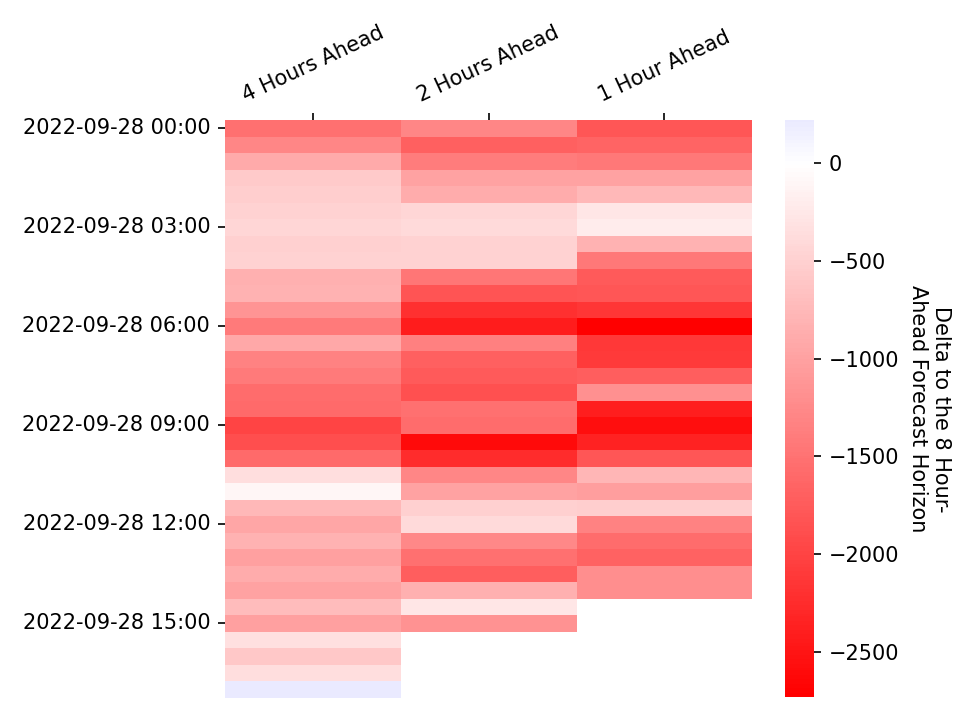 4 Hours Ahead
2 Hours Ahead
1 Hour Ahead
2022-09-28 00:00
2022-09-28 03:00
2022-09-28 06:00
2022-09-28 09:00
2022-09-28 12:00
2022-09-28 15:00
0
−500
−1000
−1500
−2000
−2500
Delta to the 8 Hour-
Ahead Forecast Horizon